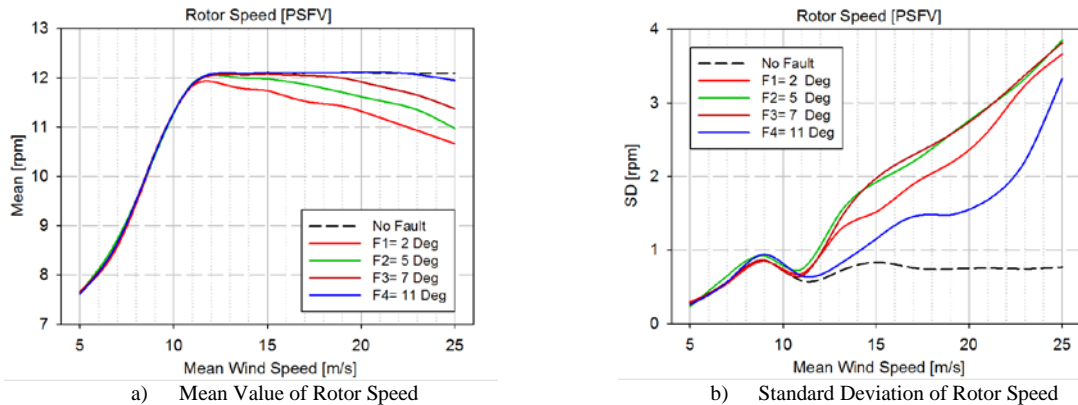 Rotor Speed [PSFV]
13
12
11
10
9
8
7
Mean [rpm]
No Fault
F1= 2 Deg
F2= 5 Deg
F3= 7 Deg
F4= 11 Deg
5 10 15 20 25
Mean Wind Speed [m/s]
a) Mean Value of Rotor Speed
Rotor Speed [PSFV]
4
3
2
1
0
SD [rpm]
No Fault
F1= 2 Deg
F2= 5 Deg
F3= 7 Deg
F4= 11 Deg
5 10 15 20 25
Mean Wind Speed [m/s]
b) Standard Deviation of Rotor Speed